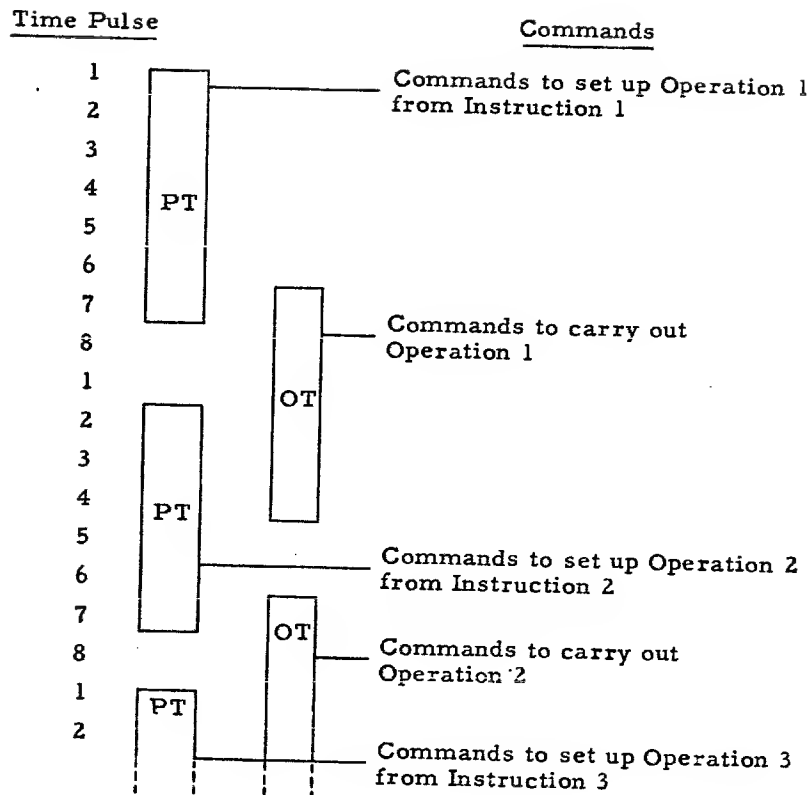 Time Pulse
Commands
1
Commands to set up Operation 1
2
from Instruction 1
3
4
PT
5
6
7
Commands to carry out
8
Operation 1
1
OT
2
3
4
PT
5
Commands to set up Operation 2
6
from Instruction 2
7
OT
8
Commands to carry out
Operation 2
1
PT
2
Commands to set up Operation 3
from Instruction 3